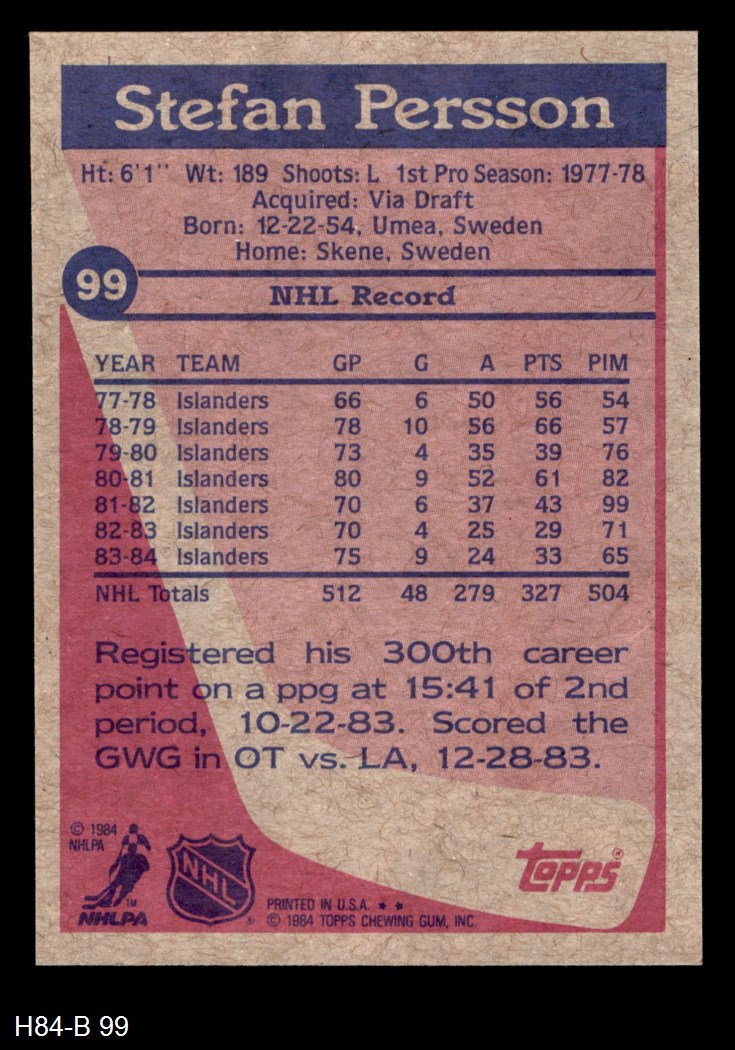 Stefan Persson
Ht: 6'1" Wt: 189 Shoots: L 1st Pro Season: 1977-78
Acquired: Via Draft
Born: 12-22-54, Umea, Sweden
Home: Skene, Sweden
99
NHL Record
YEAR TEAM GP G A PTS PIM
77-78 Islanders 66 6 50 56 54
78-79 Islanders 78 10 56 66 57
79-80 Islanders 73 4 35 39 76
80-81 Islanders 80 9 52 61 82
81-82 Islanders 70 6 37 43 99
82-83 Islanders 70 4 25 29 71
83-84 Islanders 75 9 24 33 65
NHL Totals 512 48 279 327 504
Registered his 300th career
point on a ppg at 15:41 of 2nd
period, 10-22-83. Scored the
GWG in OT vs. LA, 12-28-83.
© 1984
NHLPA
TM
NHLPA
NHL
®
PRINTED IN U.S.A. ★ ★
© 1984 TOPPS CHEWING GUM, INC.
Topps®
H84-B 99